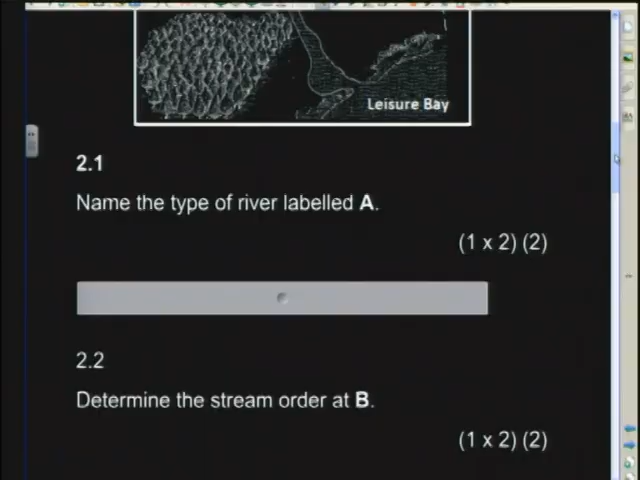 Leisure Bay
2.1
Name the type of river labelled A.
(1 x 2) (2)
2.2
Determine the stream order at B.
(1 x 2) (2)